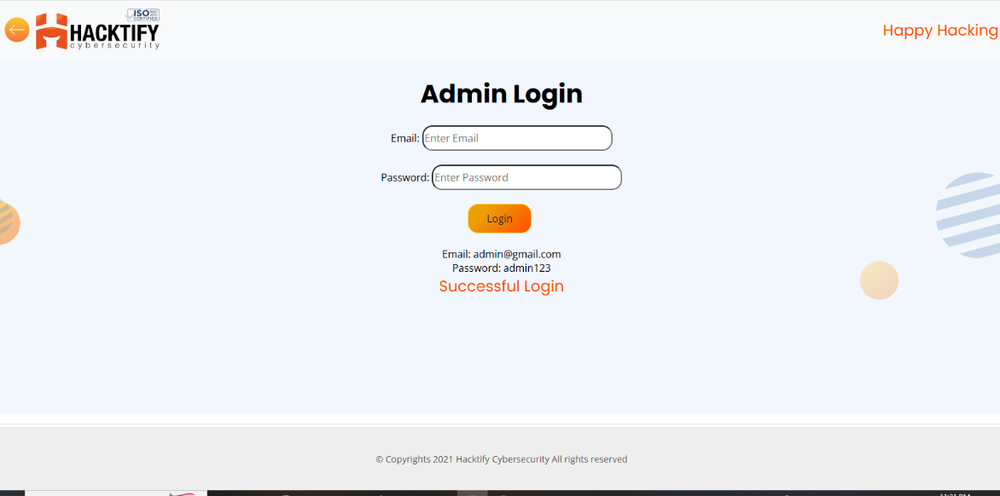 ISO
CERTIFIED
HACKTIFY
cybersecurity
Happy Hacking
Admin Login
Email: Enter Email
Password: Enter Password
Login
Email: admin@gmail.com
Password: admin123
Successful Login
© Copyrights 2021 Hacktify Cybersecurity All rights reserved